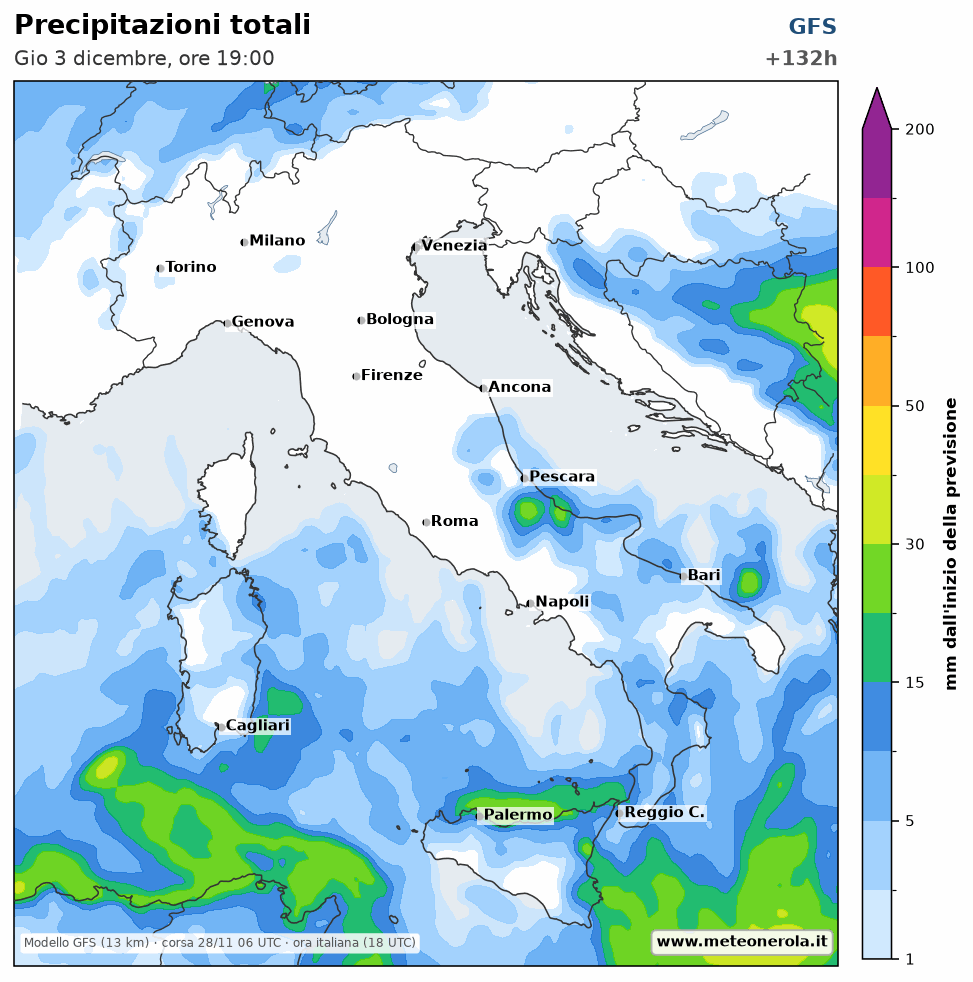 Precipitazioni totali
GFS
Gio 3 dicembre, ore 19:00
+132h
200
100
50
30
15
5
1
mm dall'inizio della previsione
Milano
Venezia
Torino
Genova
Bologna
Firenze
Ancona
Pescara
Roma
Bari
Napoli
Cagliari
Palermo
Reggio C.
Modello GFS (13 km) · corsa 28/11 06 UTC · ora italiana (18 UTC)
www.meteonerola.it